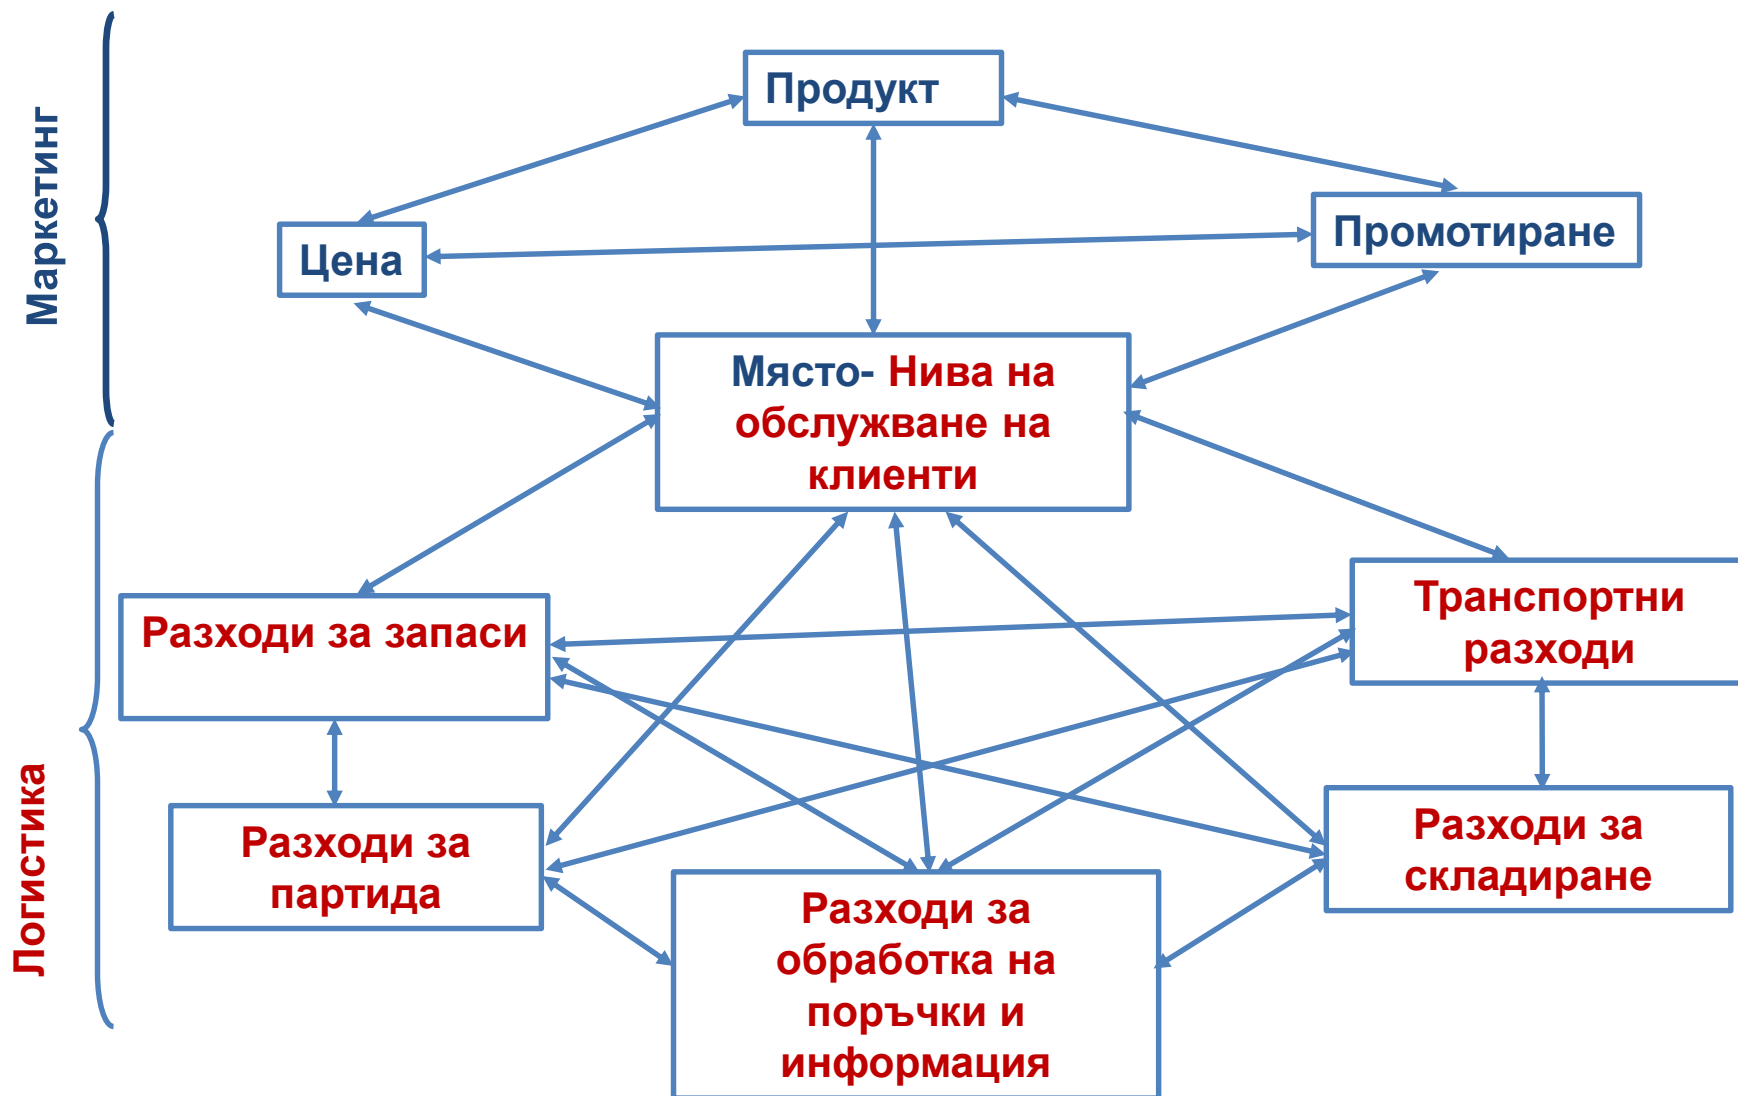 Маркетинг
Продукт
Цена
Промотиране
Място- Нива на
обслужване на
клиенти
Логистика
Разходи за запаси
Транспортни
разходи
Разходи за
партида
Разходи за
складиране
Разходи за
обработка на
поръчки и
информация